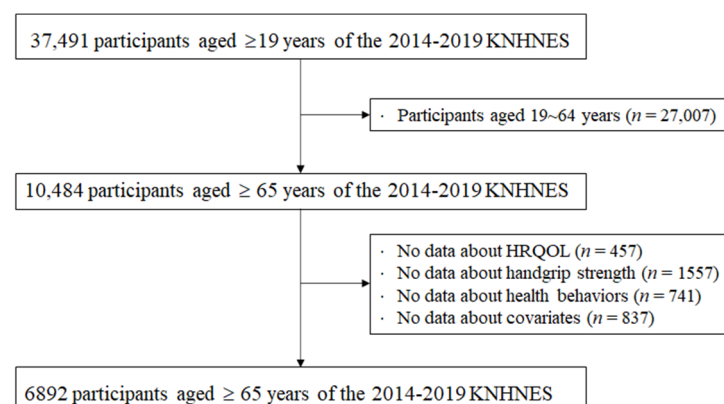 37,491 participants aged ≥19 years of the 2014-2019 KNHNES
· Participants aged 19~64 years (n = 27,007)
10,484 participants aged ≥ 65 years of the 2014-2019 KNHNES
· No data about HRQOL (n = 457)
· No data about handgrip strength (n = 1557)
· No data about health behaviors (n = 741)
· No data about covariates (n = 837)
6892 participants aged ≥ 65 years of the 2014-2019 KNHNES